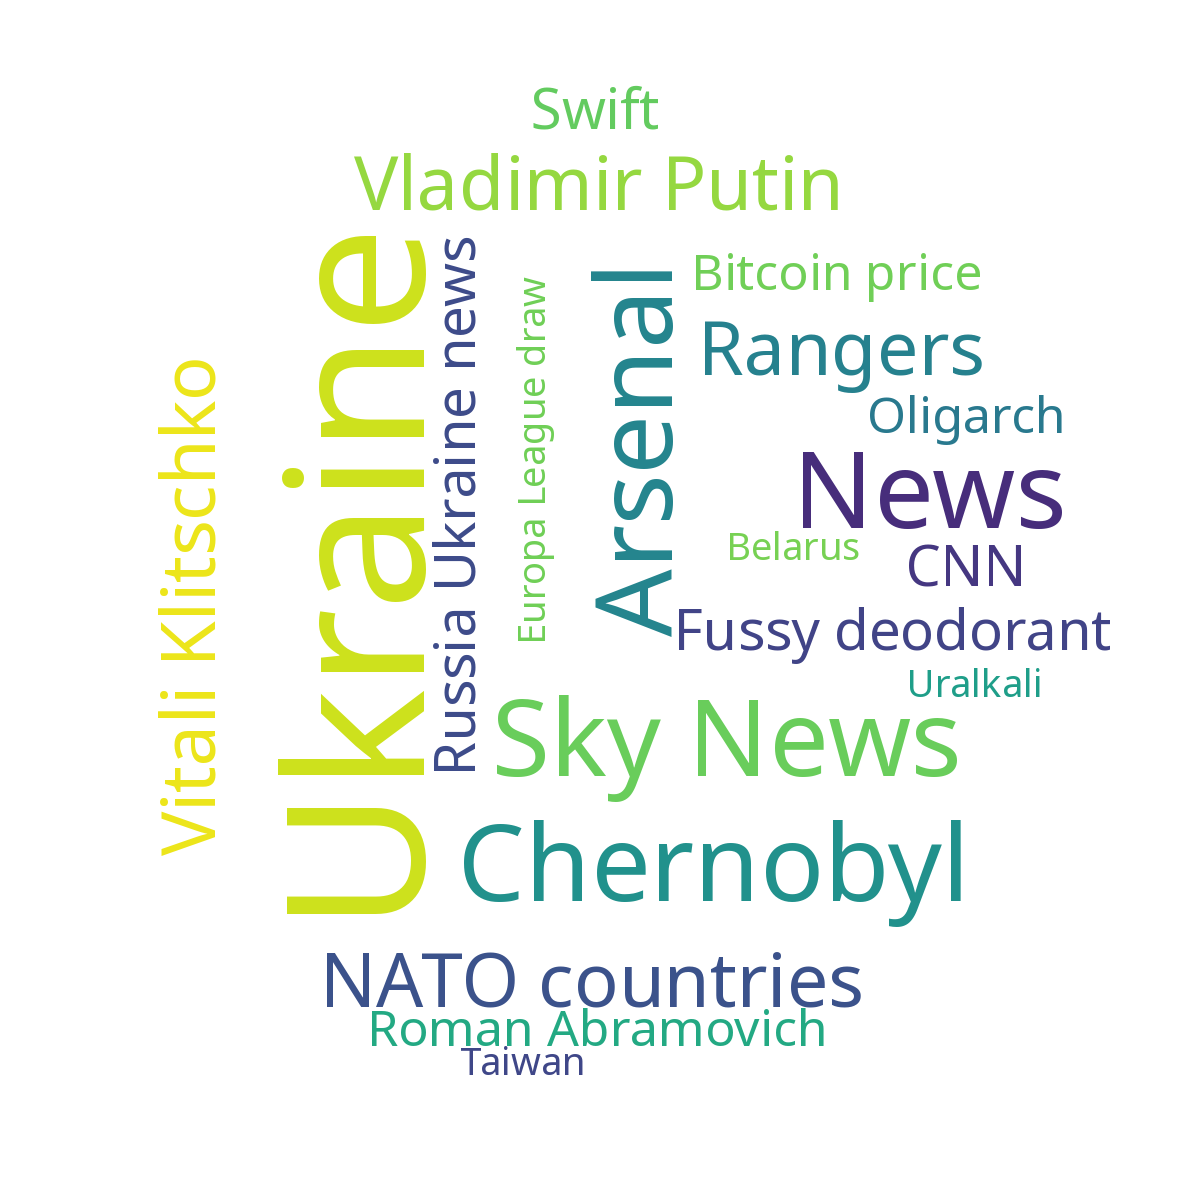 Swift
Vladimir Putin
Ukraine
Russia Ukraine news
Vitali Klitschko
Europa League draw
Arsenal
Bitcoin price
Rangers
Oligarch
News
Belarus
CNN
Fussy deodorant
Uralkali
Sky News
Chernobyl
NATO countries
Roman Abramovich
Taiwan